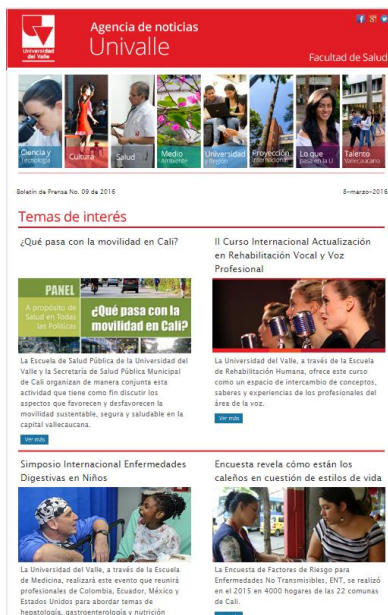 Universidad
del Valle
Agencia de noticias
Univalle
Facultad de Salud
Ciencia y
Tecnología
Cultura
Salud
Medio
Ambiente
Universidad
y Región
Proyección
Internacional
Lo que
pasa en la U
Talento
Vallecaucano
Boletín de Prensa No. 09 de 2016
8-marzo-2016
Temas de interés
¿Qué pasa con la movilidad en Cali?
PANEL
A propósito de
Salud en Todas
las Políticas
¿Qué pasa con la
movilidad en Cali?
La Escuela de Salud Pública de la Universidad del
Valle y la Secretaría de Salud Pública Municipal
de Cali organizan de manera conjunta esta
actividad que tiene como fin discutir los
aspectos que favorecen y desfavorecen la
movilidad sustentable, segura y saludable en la
capital vallecaucana.
Ver más
II Curso Internacional Actualización
en Rehabilitación Vocal y Voz
Profesional
La Universidad del Valle, a través de la Escuela
de Rehabilitación Humana, ofrece este curso
como un espacio de intercambio de conceptos,
saberes y experiencias de los profesionales del
área de la voz.
Ver más
Simposio Internacional Enfermedades
Digestivas en Niños
La Universidad del Valle, a través de la Escuela
de Medicina, realizará este evento que reunirá
profesionales de Colombia, Ecuador, México y
Estados Unidos para abordar temas de
hepatología, gastroenterología y nutrición
Encuesta revela cómo están los
caleños en cuestión de estilos de vida
La Encuesta de Factores de Riesgo para
Enfermedades No Transmisibles, ENT, se realizó
en el 2015 en 4000 hogares de las 22 comunas
de Cali.